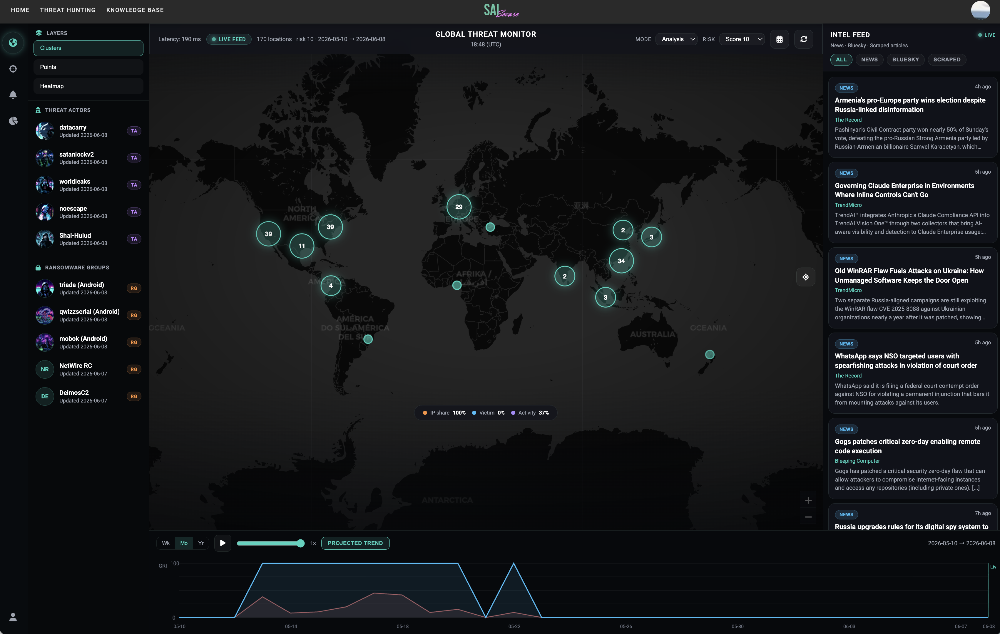 HOME THREAT HUNTING KNOWLEDGE BASE
SAI Secure
LAYERS
Clusters
Points
Heatmap
THREAT ACTORS
datacarry
Updated 2026-06-08
TA
satanlockv2
Updated 2026-06-08
TA
worldleaks
Updated 2026-06-08
TA
noescape
Updated 2026-06-08
TA
Shai-Hulud
Updated 2026-06-08
TA
RANSOMWARE GROUPS
triada (Android)
Updated 2026-06-08
RG
qwizzserial (Android)
Updated 2026-06-08
RG
mobok (Android)
Updated 2026-06-08
RG
NR
NetWire RC
Updated 2026-06-07
RG
DE
DeimosC2
Updated 2026-06-07
RG
Latency: 190 ms LIVE FEED 170 locations · risk 10 · 2026-05-10 → 2026-06-08
GLOBAL THREAT MONITOR
18:48 (UTC)
MODE Analysis RISK Score 10
NORTH
AMERICA
EUROPE
亚洲
AFRIKA /
AMÉRICA
DO SULAMÉRICA
DEL SU
OCEANIA
AUSTRALIA
OCEANIA
ANTARCTICA
39
11
39
4
29
2
3
34
2
3
IP share 100% Victim 0% Activity 37%
+
−
INTEL FEED
LIVE
News · Bluesky · Scraped articles
ALL NEWS BLUESKY SCRAPED
NEWS 4h ago
Armenia’s pro-Europe party wins election despite
Russia-linked disinformation
The Record
Pashinyan's Civil Contract party won nearly 50% of Sunday's
vote, defeating the pro-Russian Strong Armenia party led by
Russian-Armenian billionaire Samvel Karapetyan, which...
NEWS 5h ago
Governing Claude Enterprise in Environments
Where Inline Controls Can't Go
TrendMicro
TrendAI™ integrates Anthropic's Claude Compliance API into
TrendAI Vision One™ through two collectors that bring AI-
aware visibility and detection to Claude Enterprise usage:...
NEWS 5h ago
Old WinRAR Flaw Fuels Attacks on Ukraine: How
Unmanaged Software Keeps the Door Open
TrendMicro
Two separate Russia-aligned campaigns are still exploiting
the WinRAR flaw CVE-2025-8088 against Ukrainian
organizations nearly a year after it was patched, showing...
NEWS 5h ago
WhatsApp says NSO targeted users with
spearfishing attacks in violation of court order
The Record
WhatsApp said it is filing a federal court contempt order
against NSO for violating a permanent injunction that bars it
from mounting attacks against its users.
NEWS 5h ago
Gogs patches critical zero-day enabling remote
code execution
Bleeping Computer
Gogs has patched a critical security zero-day flaw that can
allow attackers to compromise Internet-facing instances
and access any repositories (including private ones). [...]
NEWS 7h ago
Russia upgrades rules for its digital spy system to
Wk Mo Yr 1× PROJECTED TREND
2026-05-10 → 2026-06-08
GRI 100
Liv
0
05-10 05-14 05-18 05-22 05-26 05-30 06-03 06-07 06-08